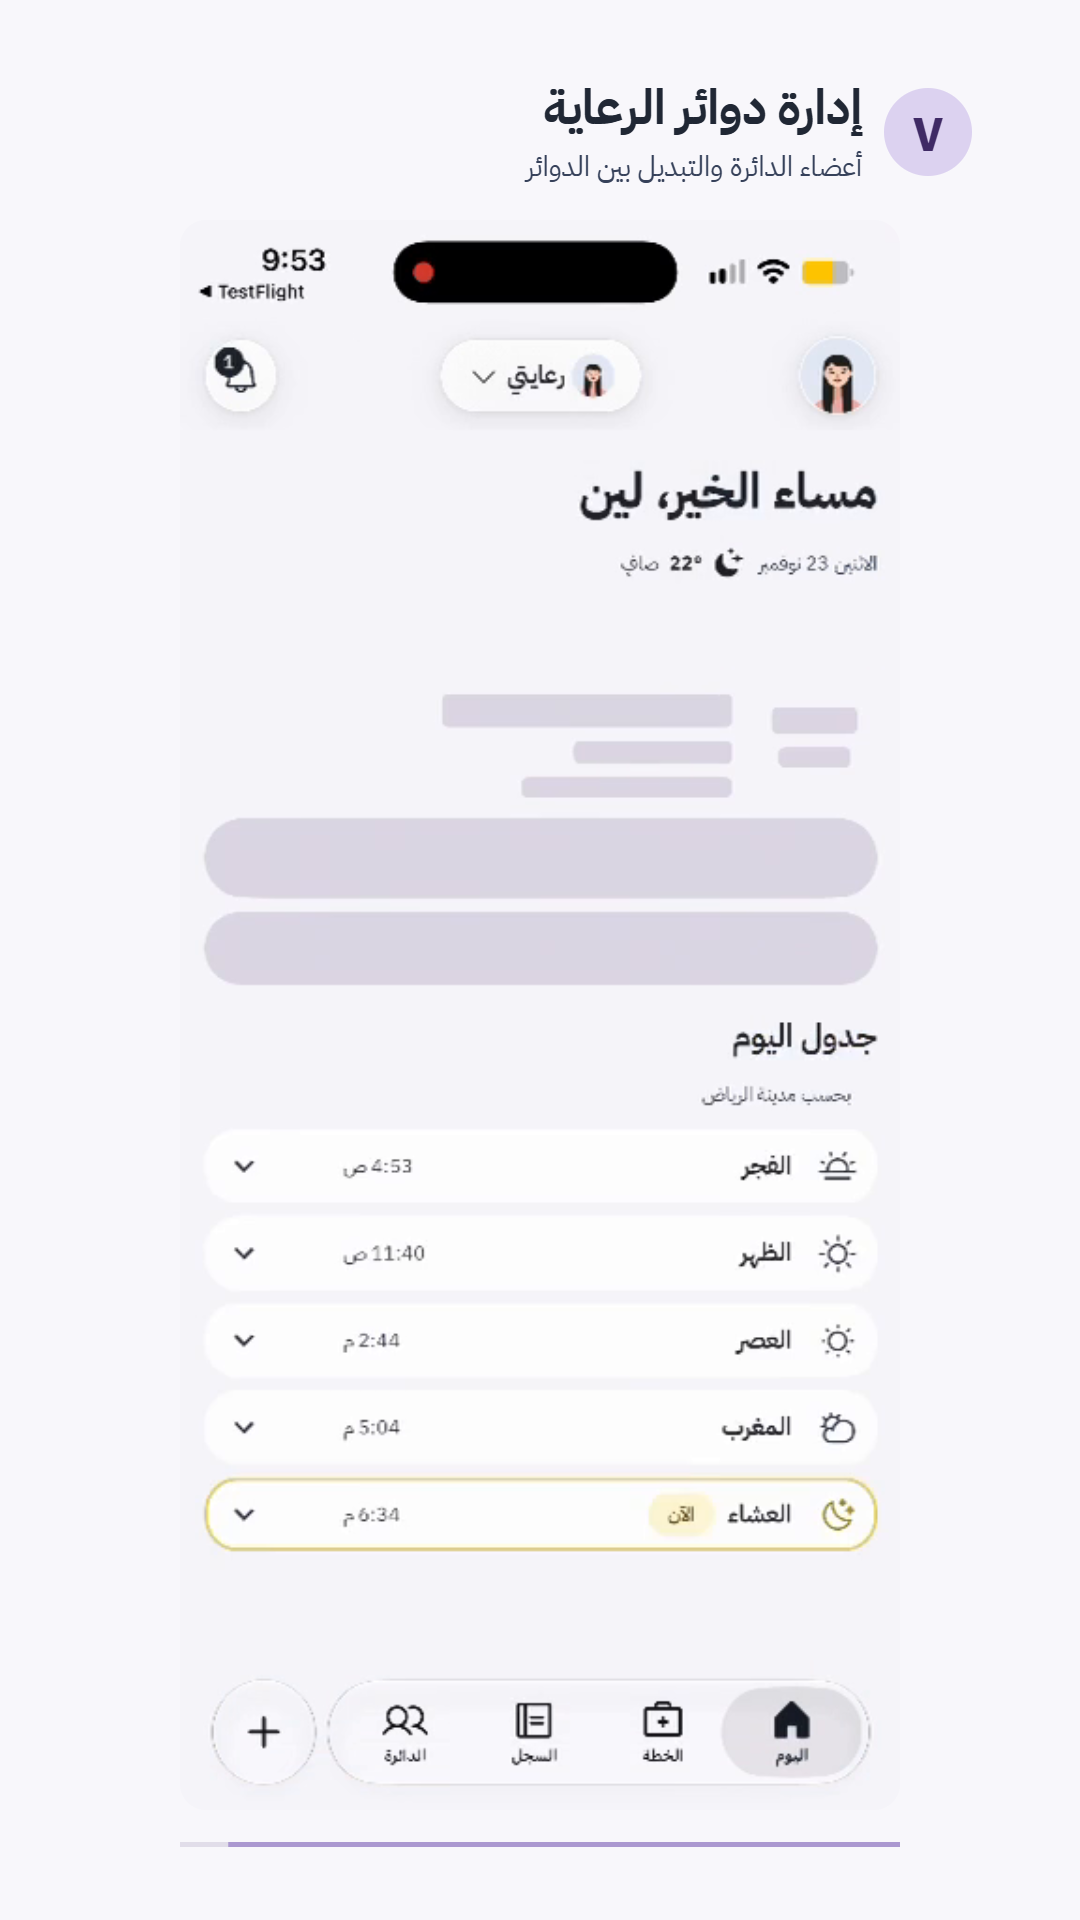 ٧
إدارة دوائر الرعاية
أعضاء الدائرة والتبديل بين الدوائر
9:53
◀ TestFlight
رعايتي
1
مساء الخير، لين
الاثنين 23 نوفمبر 22° صافي
جدول اليوم
بحسب مدينة الرياض
الفجر 4:53 ص
الظهر 11:40 ص
العصر 2:44 م
المغرب 5:04 م
العشاء الآن 6:34 م
اليوم الخطة السجل الدائرة